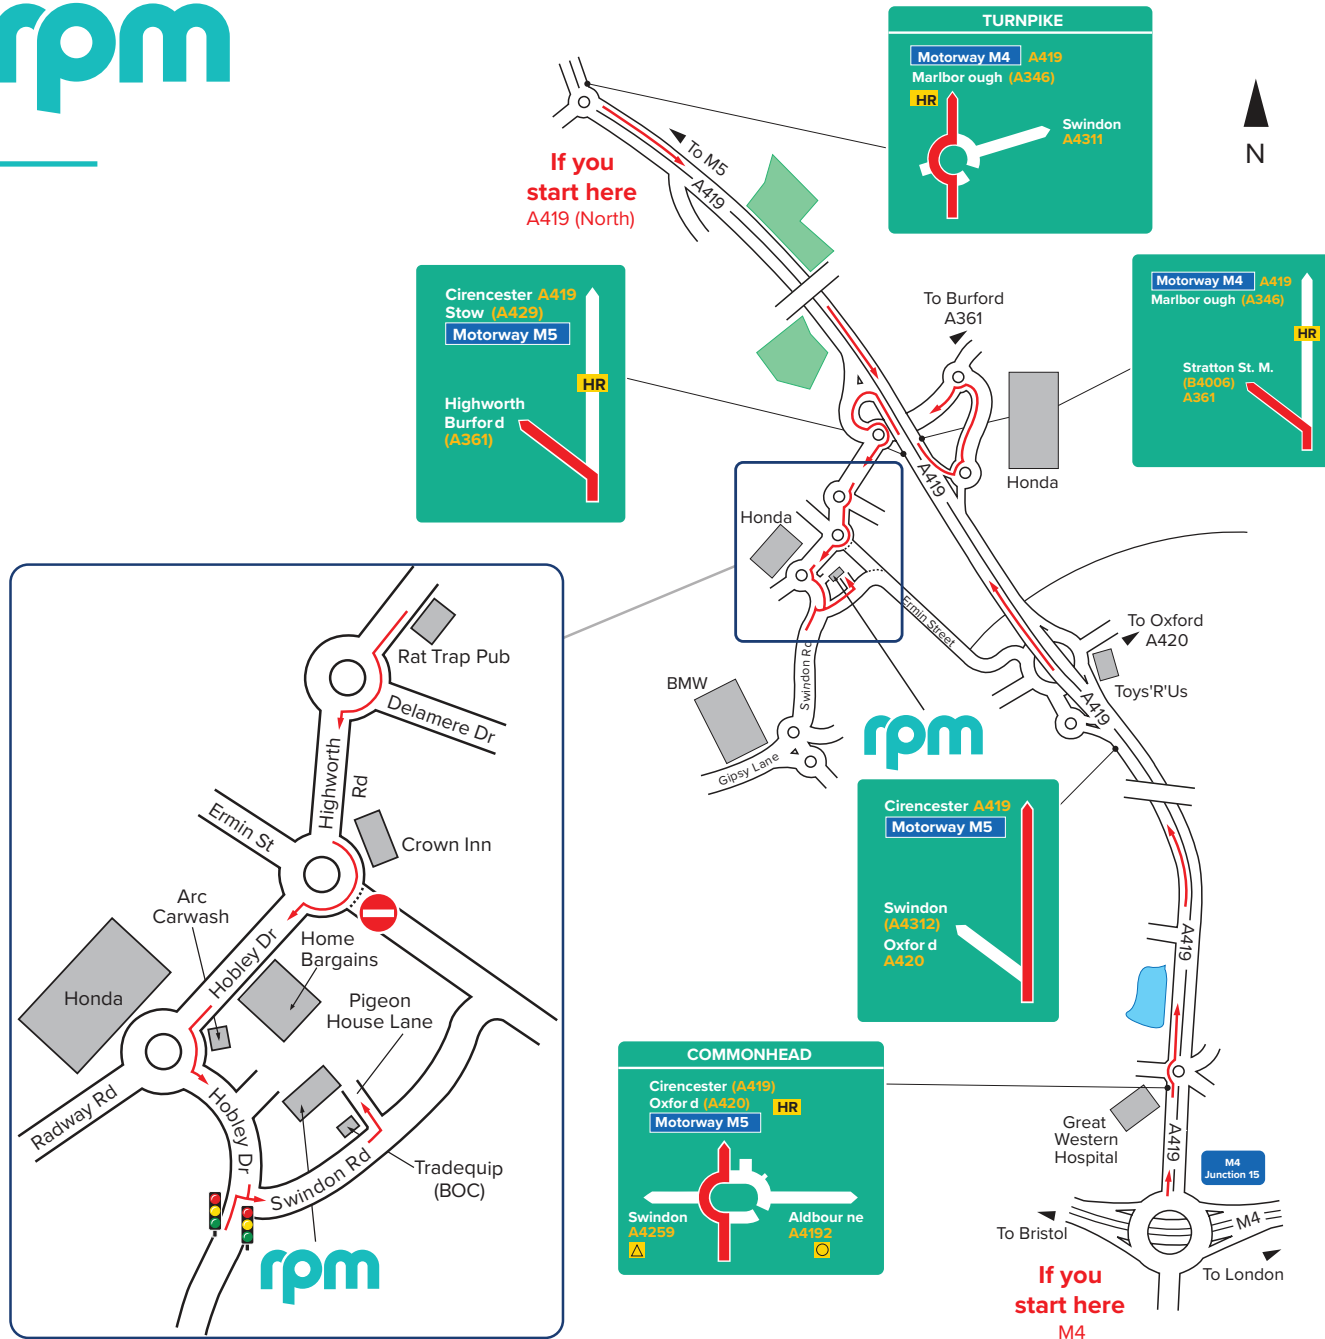 rpm
TURNPIKE
Motorway M4 A419
Marlbor ough (A346)
HR
Swindon
A4311
N
If you
start here
A419 (North)
To M5
A419
Cirencester A419
Stow (A429)
Motorway M5
HR
Highworth
Burfor d
(A361)
To Burford
A361
Motorway M4 A419
Marlbor ough (A346)
HR
Stratton St. M.
(B4006)
A361
Honda
A419
Honda
Ermin Street
To Oxford
A420
Toys'R'Us
A419
Swindon Rd
BMW
Gipsy Lane
rpm
Rat Trap Pub
Delamere Dr
Highworth
Rd
Ermin St
Crown Inn
Arc
Carwash
Hobley Dr
Home
Bargains
Honda
Pigeon
House Lane
Radway Rd
Hobley Dr
Swindon Rd
Tradequip
(BOC)
rpm
Cirencester A419
Motorway M5
Swindon
(A4312)
Oxfor d
A420
A419
COMMONHEAD
Cirencester (A419)
Oxfor d (A420)
HR
Motorway M5
Swindon
A4259
Aldbour ne
A4192
Great
Western
Hospital
A419
M4
Junction 15
To Bristol
M4
To London
If you
start here
M4